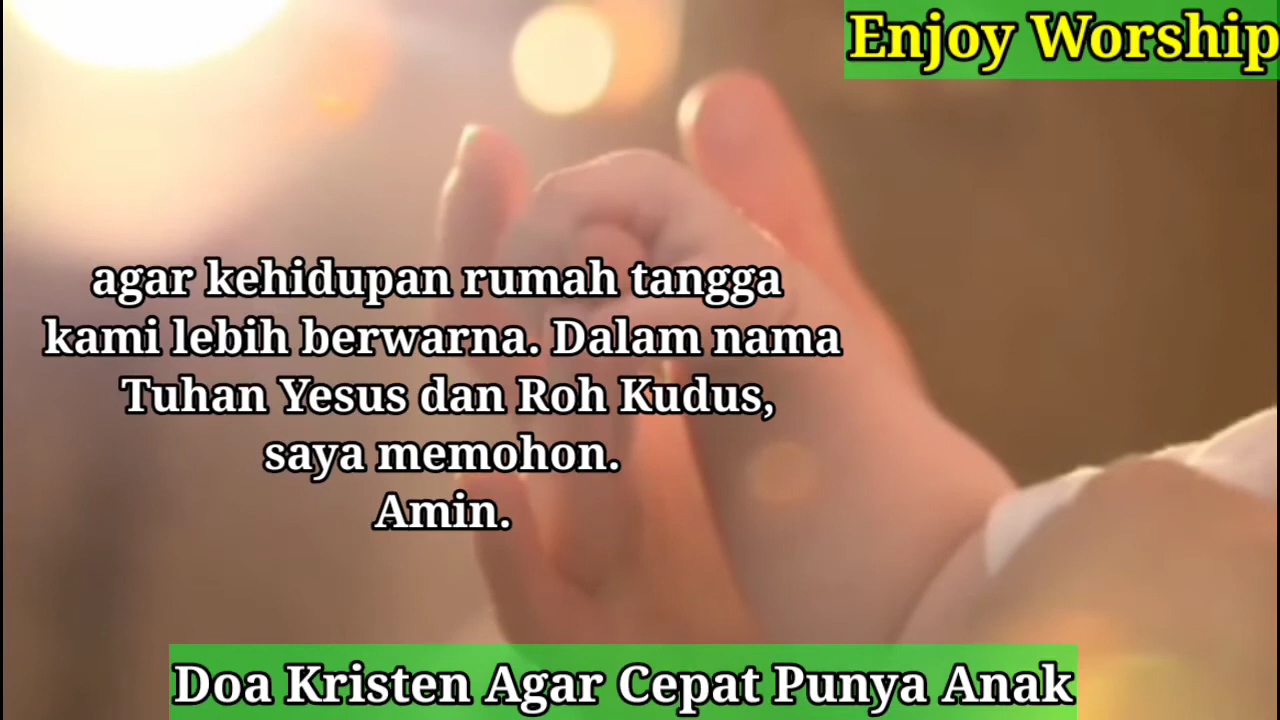 Enjoy Worship
agar kehidupan rumah tangga
kami lebih berwarna. Dalam nama
Tuhan Yesus dan Roh Kudus,
saya memohon.
Amin.
Doa Kristen Agar Cepat Punya Anak